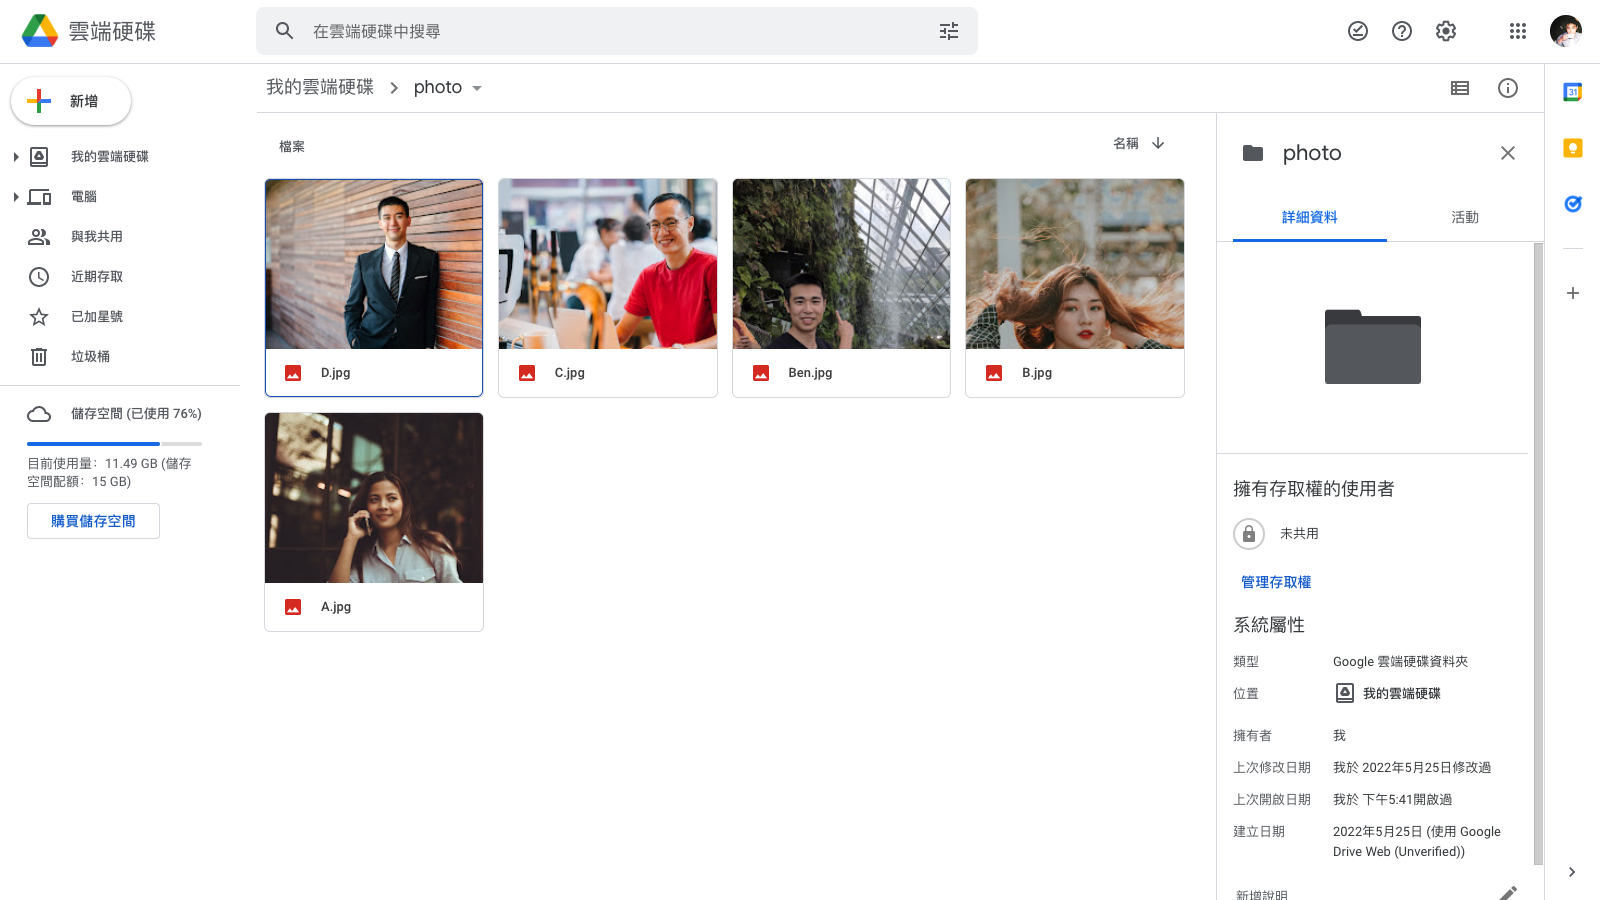 雲端硬碟
在雲端硬碟中搜尋
新增
我的雲端硬碟
電腦
與我共用
近期存取
已加星號
垃圾桶
儲存空間 (已使用 76%)
目前使用量：11.49 GB (儲存
空間配額：15 GB)
購買儲存空間
我的雲端硬碟 photo
檔案
名稱
D.jpg
C.jpg
Ben.jpg
B.jpg
A.jpg
photo
詳細資料 活動
擁有存取權的使用者
未共用
管理存取權
系統屬性
類型 Google 雲端硬碟資料夾
位置 我的雲端硬碟
擁有者 我
上次修改日期 我於 2022年5月25日修改過
上次開啟日期 我於 下午5:41開啟過
建立日期 2022年5月25日 (使用 Google
Drive Web (Unverified))
新增說明
31